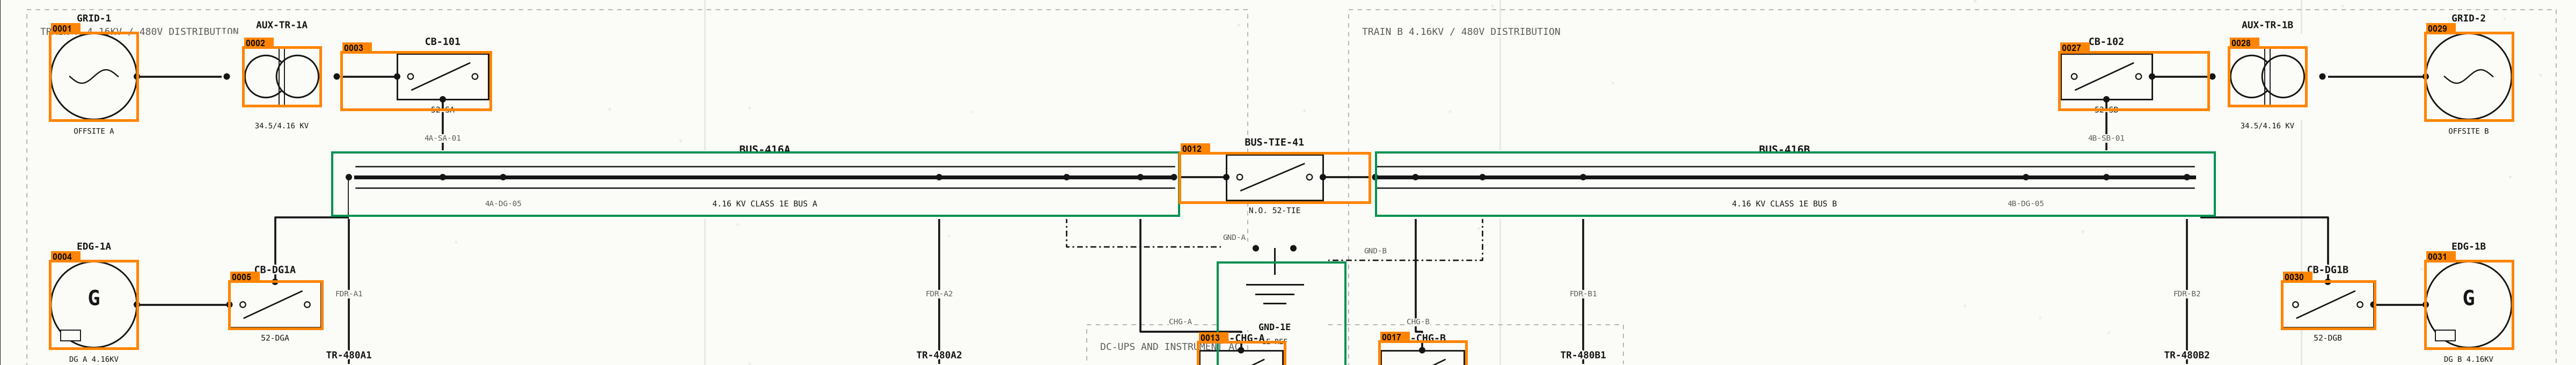 GRID-1
0001
4.16KV / 480V DISTRIBUTION
OFFSITE A
AUX-TR-1A
0002
34.5/4.16 KV
CB-101
0003
52-SA
4A-SA-01
TRAIN B 4.16KV / 480V DISTRIBUTION
CB-102
0027
52-SB
4B-SB-01
AUX-TR-1B
0028
34.5/4.16 KV
GRID-2
0029
OFFSITE B
BUS-416A
4A-DG-05
4.16 KV CLASS 1E BUS A
BUS-TIE-41
0012
N.O. 52-TIE
BUS-416B
4.16 KV CLASS 1E BUS B
4B-DG-05
GND-A
GND-B
EDG-1A
0004
G
DG A 4.16KV
CB-DG1A
0005
52-DGA
FDR-A1
TR-480A1
FDR-A2
TR-480A2
CHG-A
GND-1E
0013
-CHG-A
DC-UPS AND INSTRUMENT AC
CHG-B
0017
-CHG-B
FDR-B1
TR-480B1
FDR-B2
TR-480B2
CB-DG1B
0030
52-DGB
EDG-1B
0031
G
DG B 4.16KV